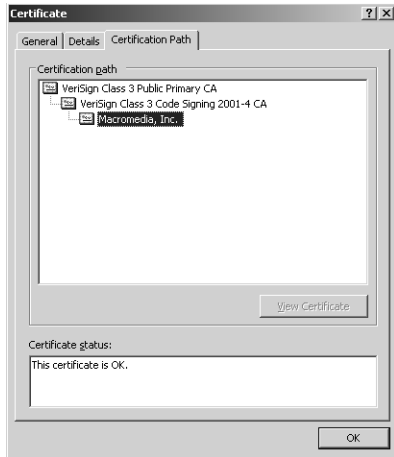 Certificate
General Details Certification Path
Certification path
VeriSign Class 3 Public Primary CA
VeriSign Class 3 Code Signing 2001-4 CA
Macromedia, Inc.
View Certificate
Certificate status:
This certificate is OK.
OK